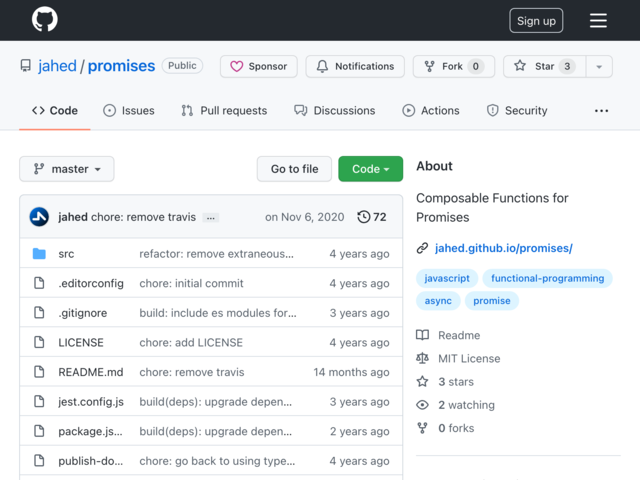 Sign up
jahed / promises Public
Sponsor Notifications Fork 0 Star 3
Code Issues Pull requests Discussions Actions Security ...
master Go to file Code
About
Composable Functions for
Promises
jahed.github.io/promises/
javascript functional-programming
async promise
Readme
MIT License
3 stars
2 watching
0 forks
jahed chore: remove travis ... on Nov 6, 2020 72
src refactor: remove extraneous... 4 years ago
.editorconfig chore: initial commit 4 years ago
.gitignore build: include es modules for... 3 years ago
LICENSE chore: add LICENSE 4 years ago
README.md chore: remove travis 14 months ago
jest.config.js build(deps): upgrade depen... 3 years ago
package.js... build(deps): upgrade depen... 2 years ago
publish-do... chore: go back to using type... 4 years ago